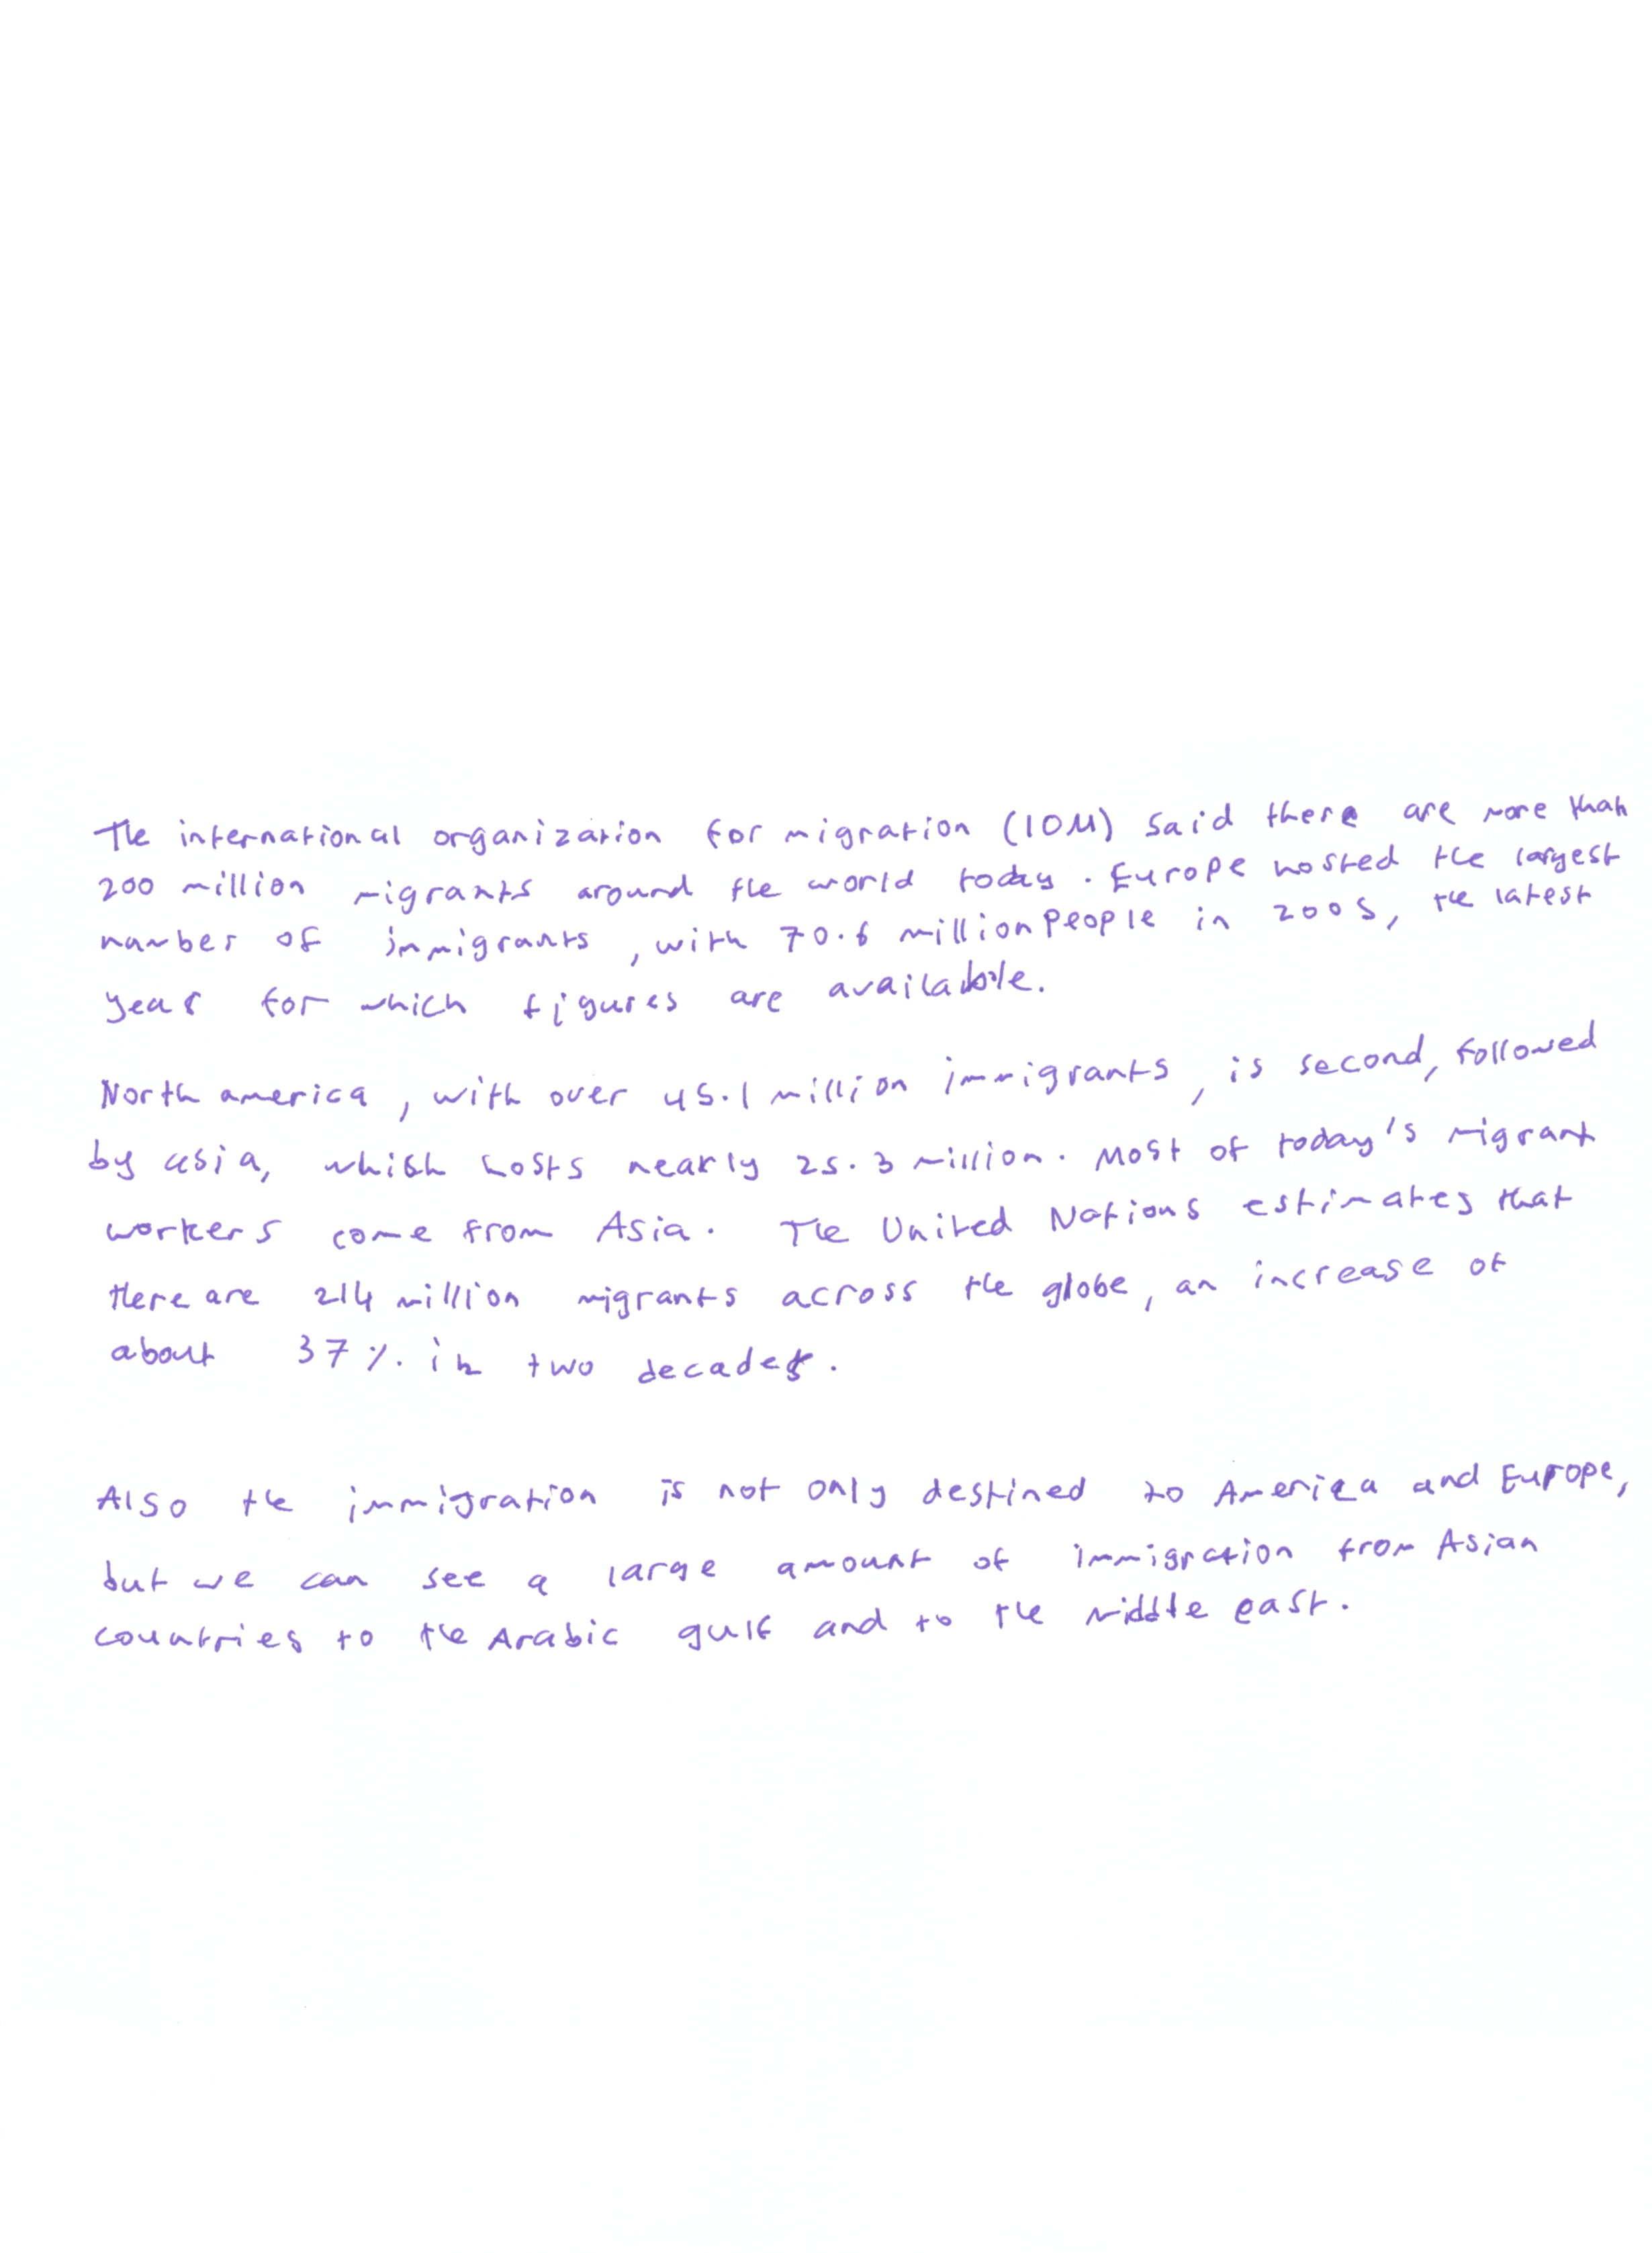 The international organization for migration (IOM) said there are more than
200 million migrants around the world today. Europe hosted the largest
number of immigrants, with 70.6 million people in 2005, the latest
year for which figures are available.
North america, with over 45.1 million immigrants, is second, followed
by asia, which hosts nearly 25.3 million. Most of today's migrant
workers come from Asia. The United Nations estimates that
there are 214 million migrants across the globe, an increase of
about 37%. in two decades.
Also the immigration is not only destined to America and Europe,
but we can see a large amount of immigration from Asian
countries to the Arabic gulf and to the middle east.